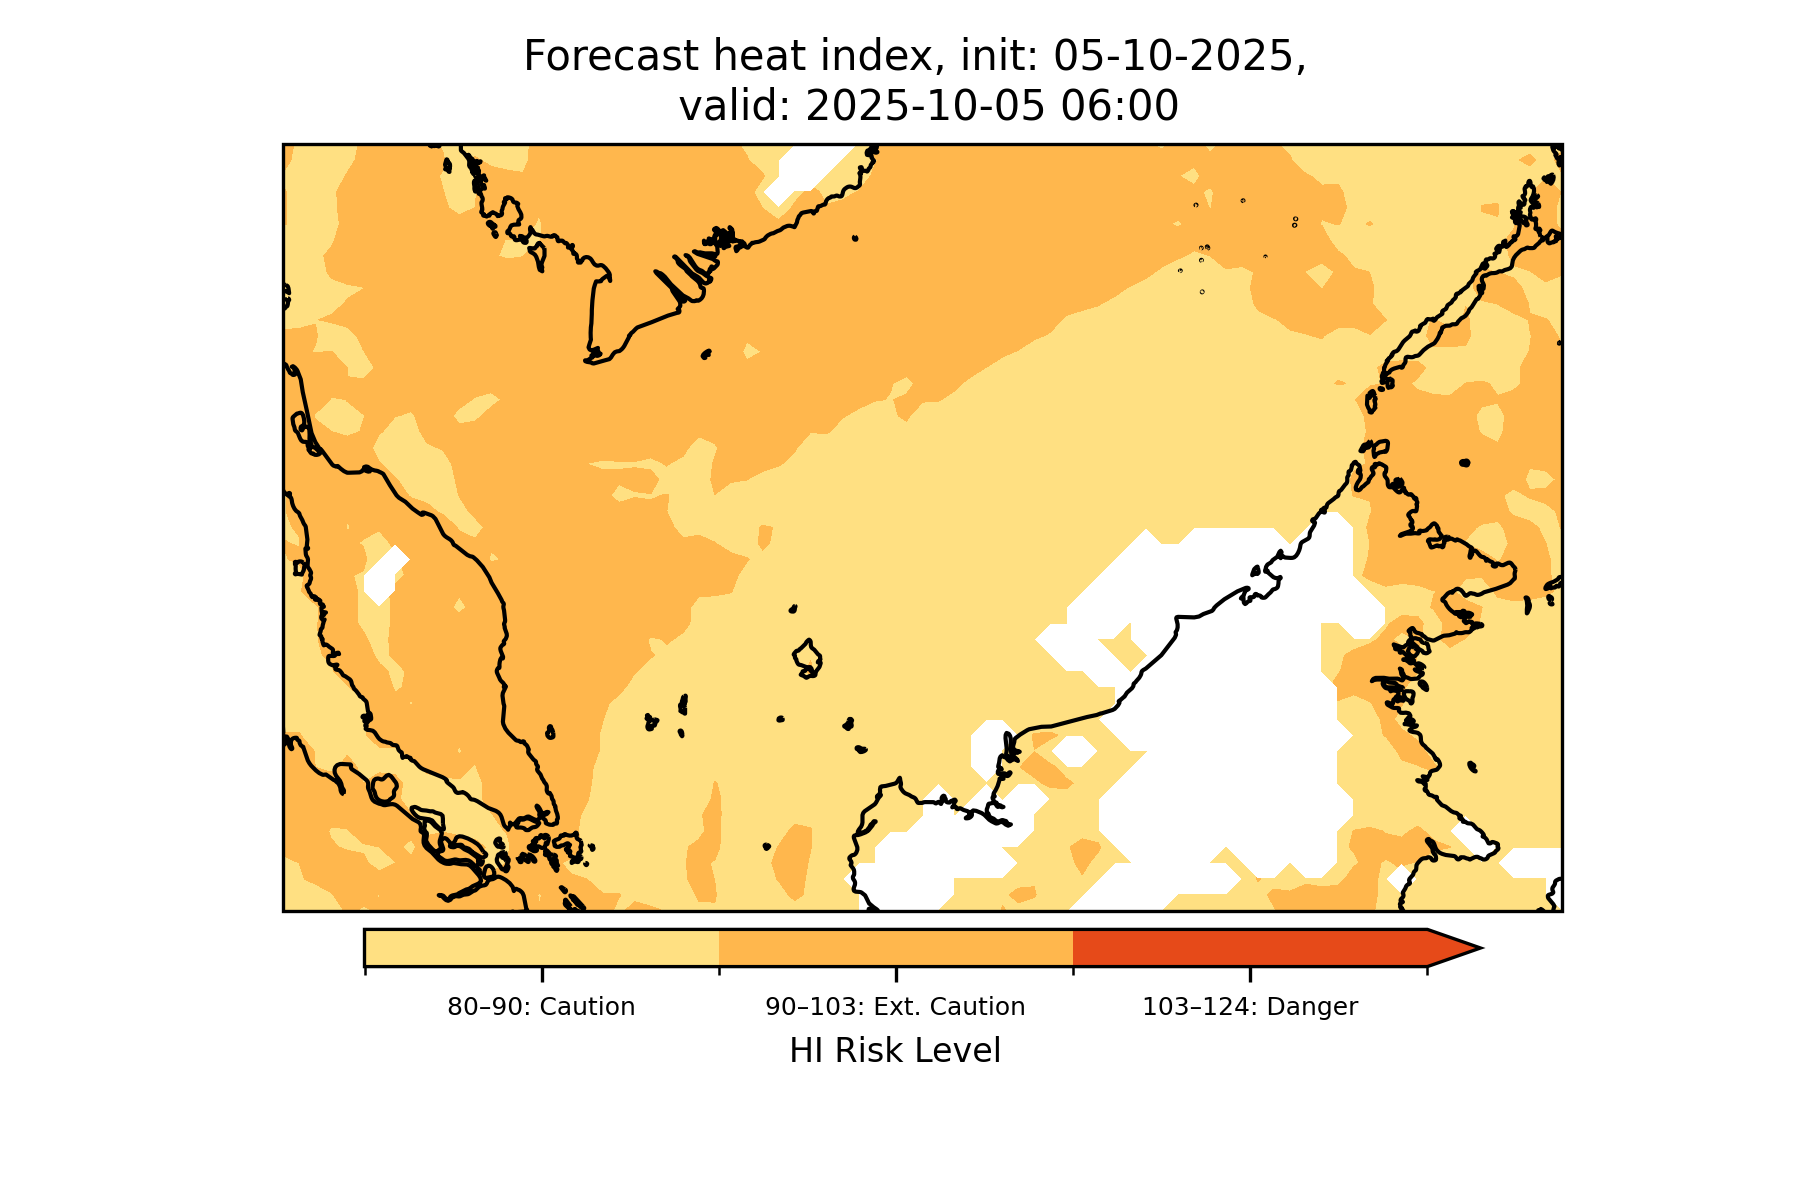 Forecast heat index, init: 05-10-2025,
valid: 2025-10-05 06:00
80–90: Caution
90–103: Ext. Caution
103–124: Danger
HI Risk Level